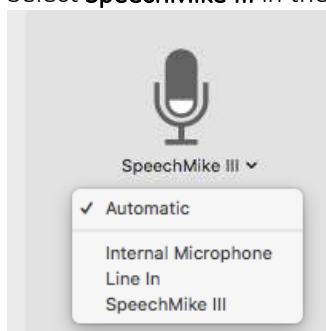 Select SpeechMike III in the
SpeechMike III
✓ Automatic
Internal Microphone
Line In
SpeechMike III